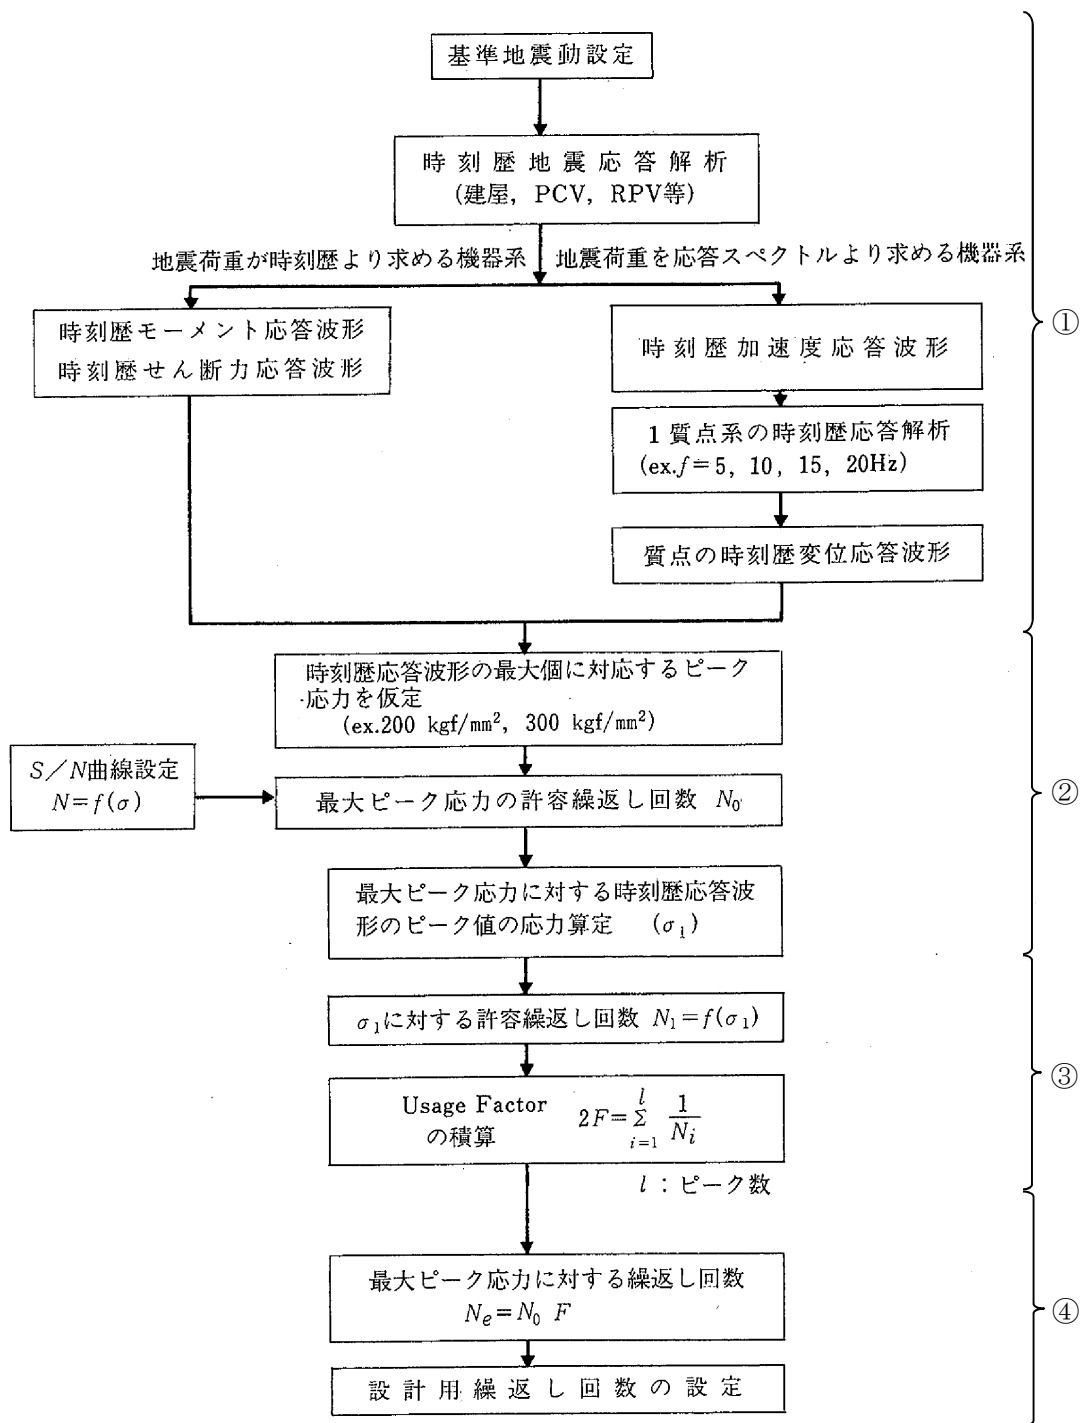 基準地震動設定
時刻歴地震応答解析
(建屋, PCV, RPV等)
地震荷重が時刻歴より求める機器系
地震荷重を応答スペクトルより求める機器系
時刻歴モーメント応答波形
時刻歴せん断力応答波形
時刻歴加速度応答波形
1質点系の時刻歴応答解析
(ex.f=5, 10, 15, 20Hz)
質点の時刻歴変位応答波形
①
時刻歴応答波形の最大個に対応するピーク
応力を仮定
(ex.200 kgf/mm², 300 kgf/mm²)
S／N曲線設定
N=f(σ)
最大ピーク応力の許容繰返し回数 N₀
最大ピーク応力に対する時刻歴応答波
形のピーク値の応力算定 (σ₁)
②
σ₁に対する許容繰返し回数 N₁=f(σ₁)
Usage Factor
の積算
2F=Σ_{i=1}^{l} 1/N_i
l：ピーク数
③
最大ピーク応力に対する繰返し回数
Nₑ=N₀ F
設計用繰返し回数の設定
④